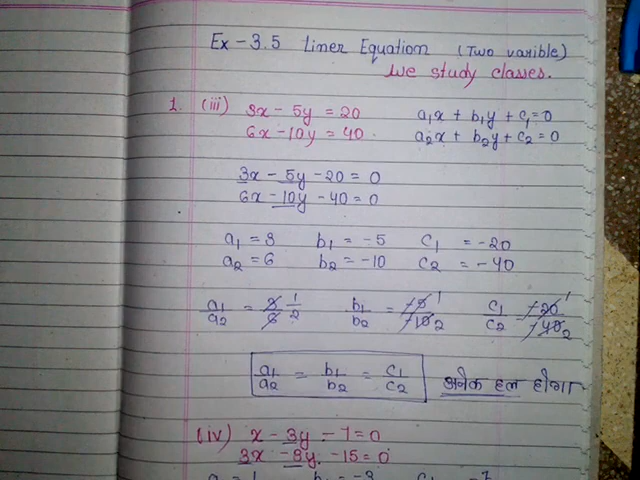 Ex - 3.5 Liner Equation (Two varible)
We study classes.
1. (iii) 3x - 5y = 20 a₁x + b₁y + c₁ = 0
6x - 10y = 40 a₂x + b₂y + c₂ = 0
3x - 5y - 20 = 0
6x - 10y - 40 = 0
a₁ = 3 b₁ = -5 c₁ = -20
a₂ = 6 b₂ = -10 c₂ = -40
a₁/a₂ = 3/6 1/2 b₁/b₂ = -5/-10 1/2 c₁/c₂ = -20/-40 1/2
a₁/a₂ = b₁/b₂ = c₁/c₂ अनेक हल होगा
(iv) x - 3y - 7 = 0
3x - 3y - 15 = 0